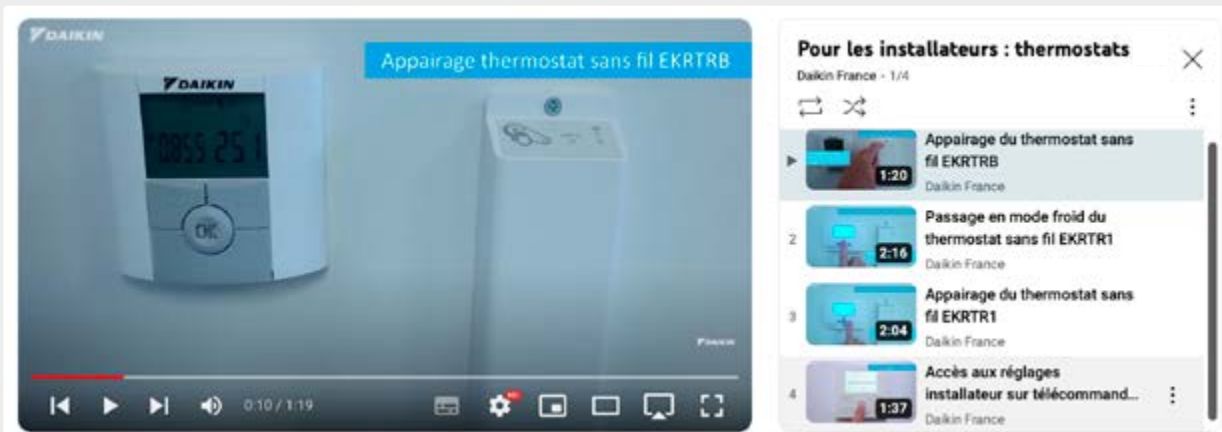 DAIKIN
Appairage thermostat sans fil EKRTRB
DAIKIN
0855 251
OK
DAIKIN
0:10 / 1:19
Pour les installateurs : thermostats
Daikin France - 1/4
Appairage du thermostat sans
fil EKRTRB
Daikin France
1:20
2
Passage en mode froid du
thermostat sans fil EKRTR1
Daikin France
2:16
3
Appairage du thermostat sans
fil EKRTR1
Daikin France
2:04
4
Accès aux réglages
installateur sur télécommand...
Daikin France
1:37